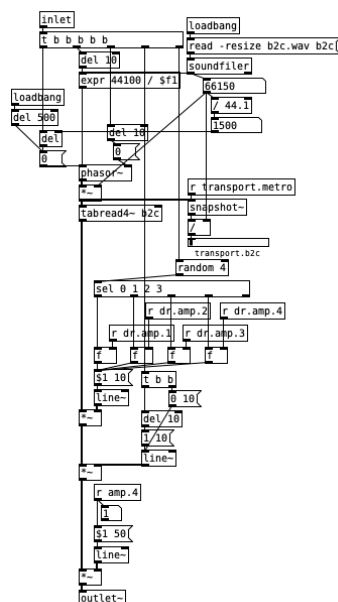 inlet
loadbang
t b b b b b
read -resize b2c.wav b2c
del 10
soundfiler
expr 44100 / $f1
66150
loadbang
/ 44.1
del 500
1500
del
del 10
0
0
phasor~
*~
r transport.metro
tabread4~ b2c
snapshot~
/
transport.b2c
random 4
sel 0 1 2 3
r dr.amp.2
r dr.amp.4
r dr.amp.1
r dr.amp.3
f
f
f
f
$1 10
t b b
line~
0 10
*~
del 10
1 10
line~
*~
r amp.4
1
$1 50
line~
*~
outlet~